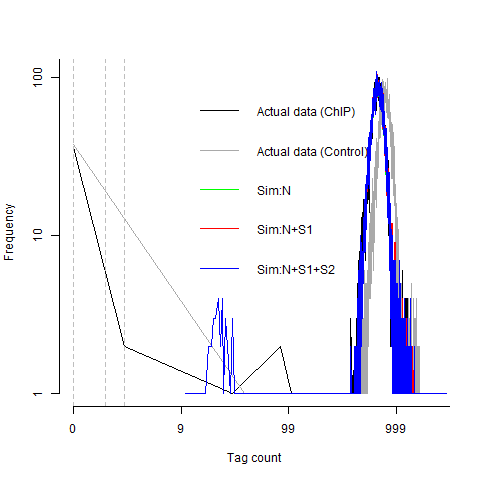 100
10
1
Frequency
Actual data (ChIP)
Actual data (Control)
Sim:N
Sim:N+S1
Sim:N+S1+S2
0
9
99
999
Tag count